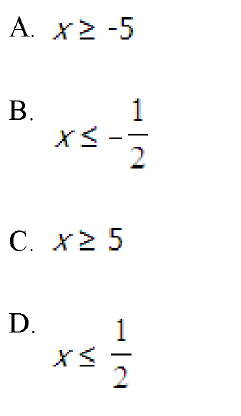 A. x ≥ -5
B. x ≤ -1/2
C. x ≥ 5
D. x ≤ 1/2